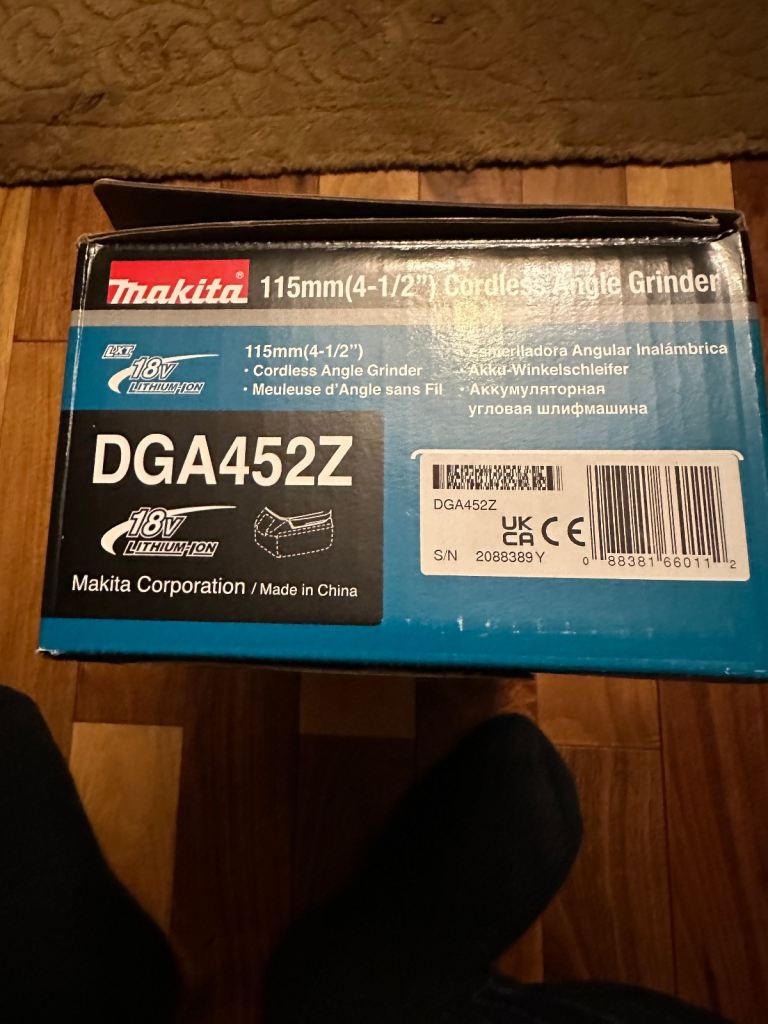 Makita® 115mm(4-1/2") Cordless Angle Grinder
LXT
18V
LITHIUM-ION
115mm(4-1/2")
• Cordless Angle Grinder
• Meuleuse d'Angle sans Fil
• Esmeriladora Angular Inalámbrica
• Akku-Winkelschleifer
• Аккумуляторная
угловая шлифмашина
DGA452Z
18V
LITHIUM-ION
Makita Corporation / Made in China
DGA452Z
UK
CA CE
S/N 2088389Y
0 88381 66011 2